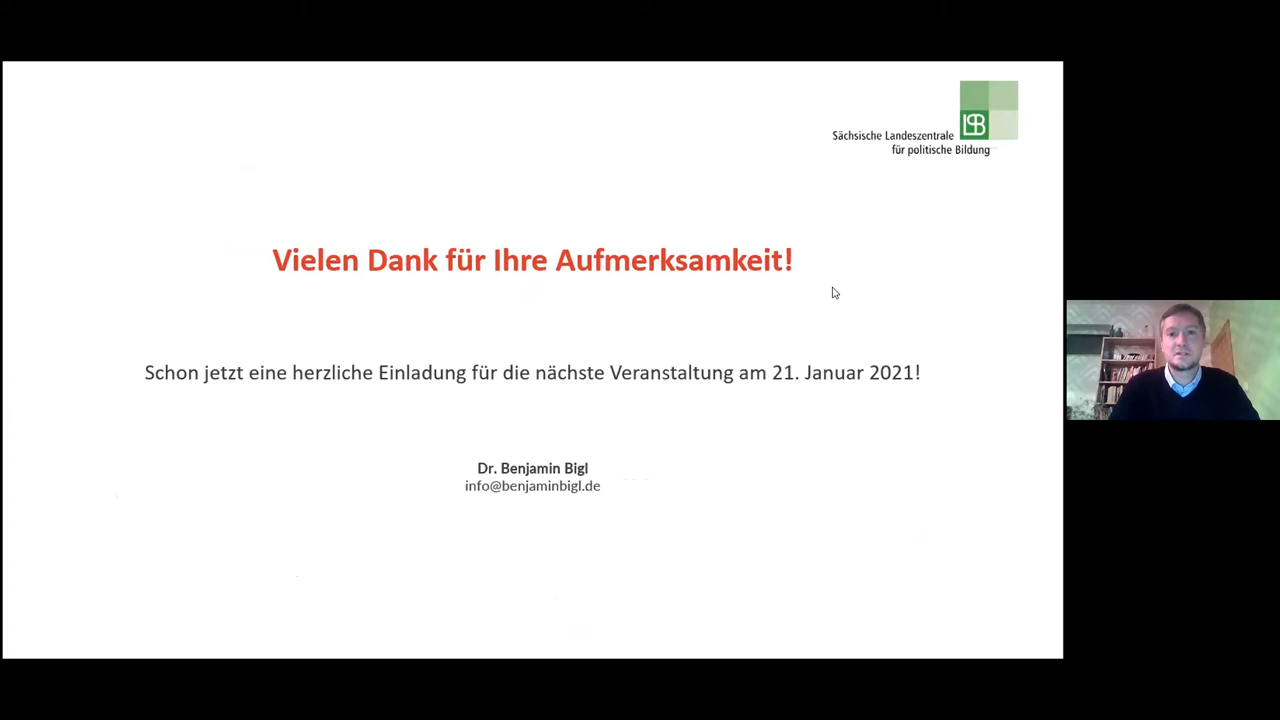 LPB
Sächsische Landeszentrale
für politische Bildung
Vielen Dank für Ihre Aufmerksamkeit!
Schon jetzt eine herzliche Einladung für die nächste Veranstaltung am 21. Januar 2021!
Dr. Benjamin Bigl
info@benjaminbigl.de